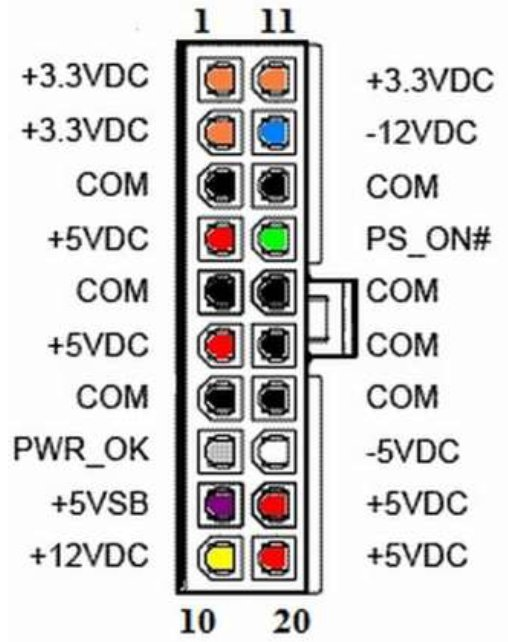 1 11
+3.3VDC +3.3VDC
+3.3VDC -12VDC
COM COM
+5VDC PS_ON#
COM COM
+5VDC COM
COM COM
PWR_OK -5VDC
+5VSB +5VDC
+12VDC +5VDC
10 20